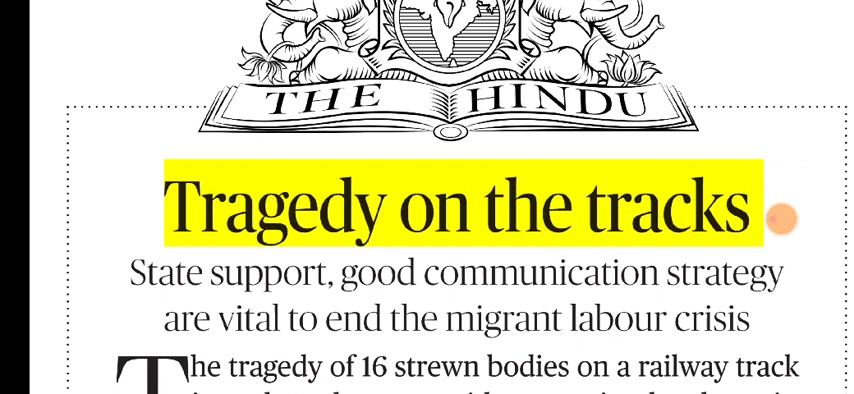 THE HINDU
Tragedy on the tracks
State support, good communication strategy
are vital to end the migrant labour crisis
The tragedy of 16 strewn bodies on a railway track